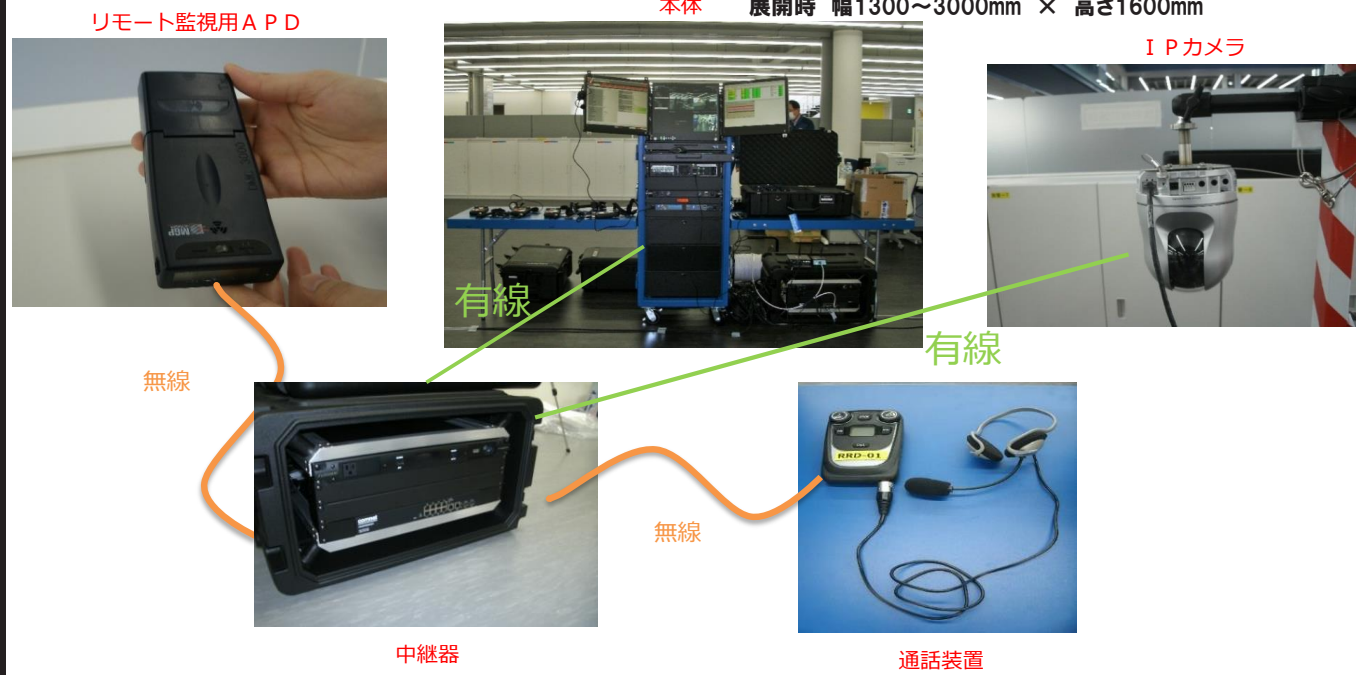 リモート監視用ＡＰＤ
本体 展開時 幅1300～3000mm × 高さ1600mm
ＩＰカメラ
有線
有線
無線
無線
RRD-01
MGP
中継器
通話装置